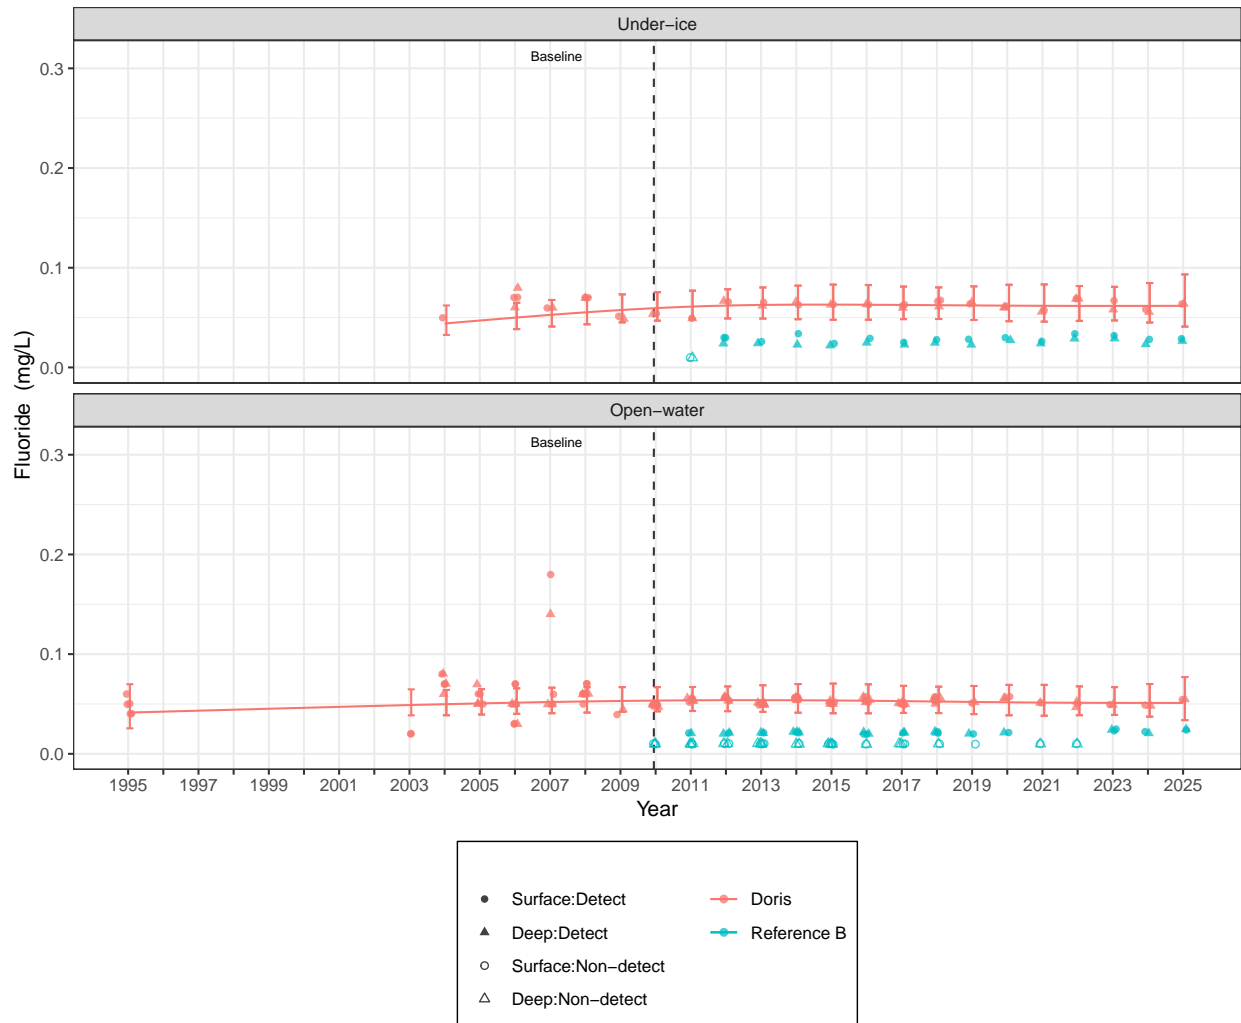 Under−ice
Baseline
0.3
0.2
0.1
0.0
Open−water
Baseline
0.3
0.2
0.1
0.0
Fluoride (mg/L)
1995 1997 1999 2001 2003 2005 2007 2009 2011 2013 2015 2017 2019 2021 2023 2025
Year
Surface:Detect
Deep:Detect
Surface:Non−detect
Deep:Non−detect
Doris
Reference B